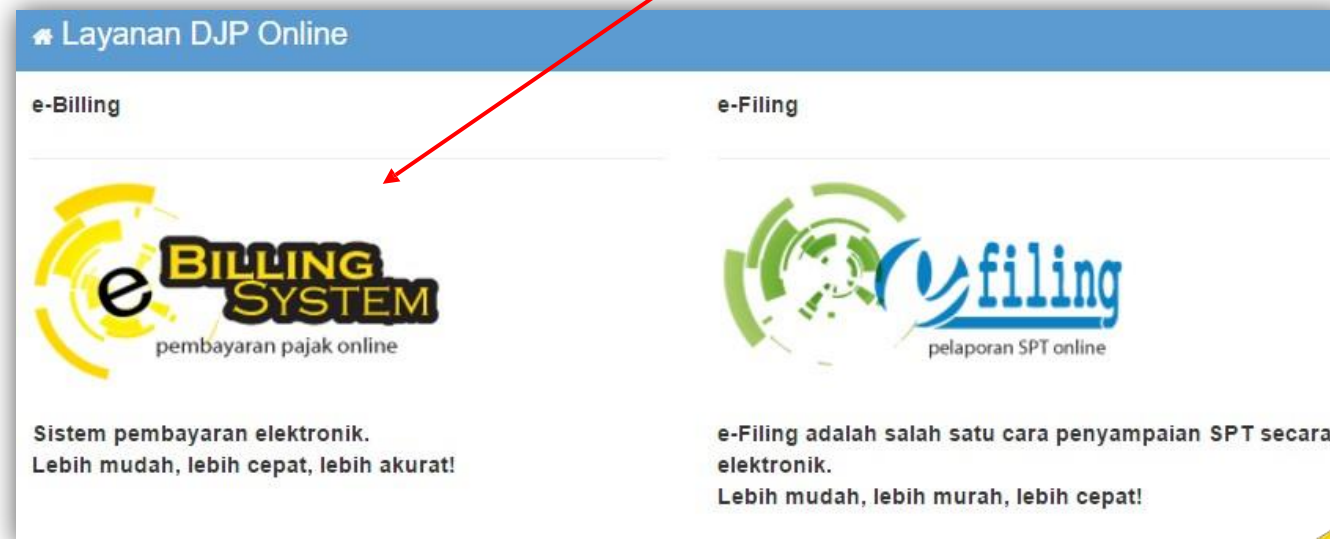 Layanan DJP Online
e-Billing
e BILLING
SYSTEM
pembayaran pajak online
Sistem pembayaran elektronik.
Lebih mudah, lebih cepat, lebih akurat!
e-Filing
e filing
pelaporan SPT online
e-Filing adalah salah satu cara penyampaian SPT secara
elektronik.
Lebih mudah, lebih murah, lebih cepat!